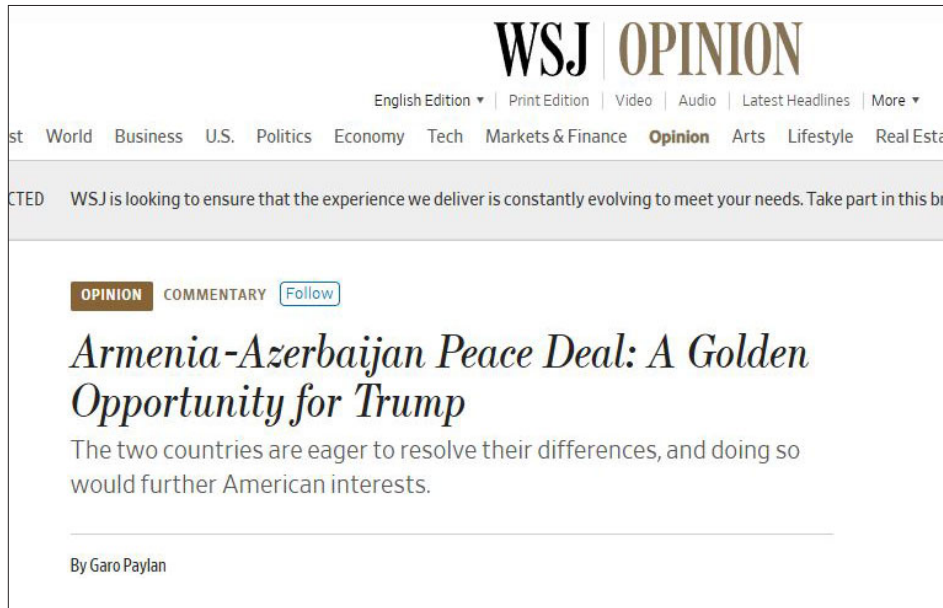 WSJ OPINION
English Edition Print Edition Video Audio Latest Headlines More
World Business U.S. Politics Economy Tech Markets & Finance Opinion Arts Lifestyle
WSJ is looking to ensure that the experience we deliver is constantly evolving to meet your needs. Take part in this
OPINION COMMENTARY Follow
Armenia-Azerbaijan Peace Deal: A Golden
Opportunity for Trump
The two countries are eager to resolve their differences, and doing so
would further American interests.
By Garo Paylan